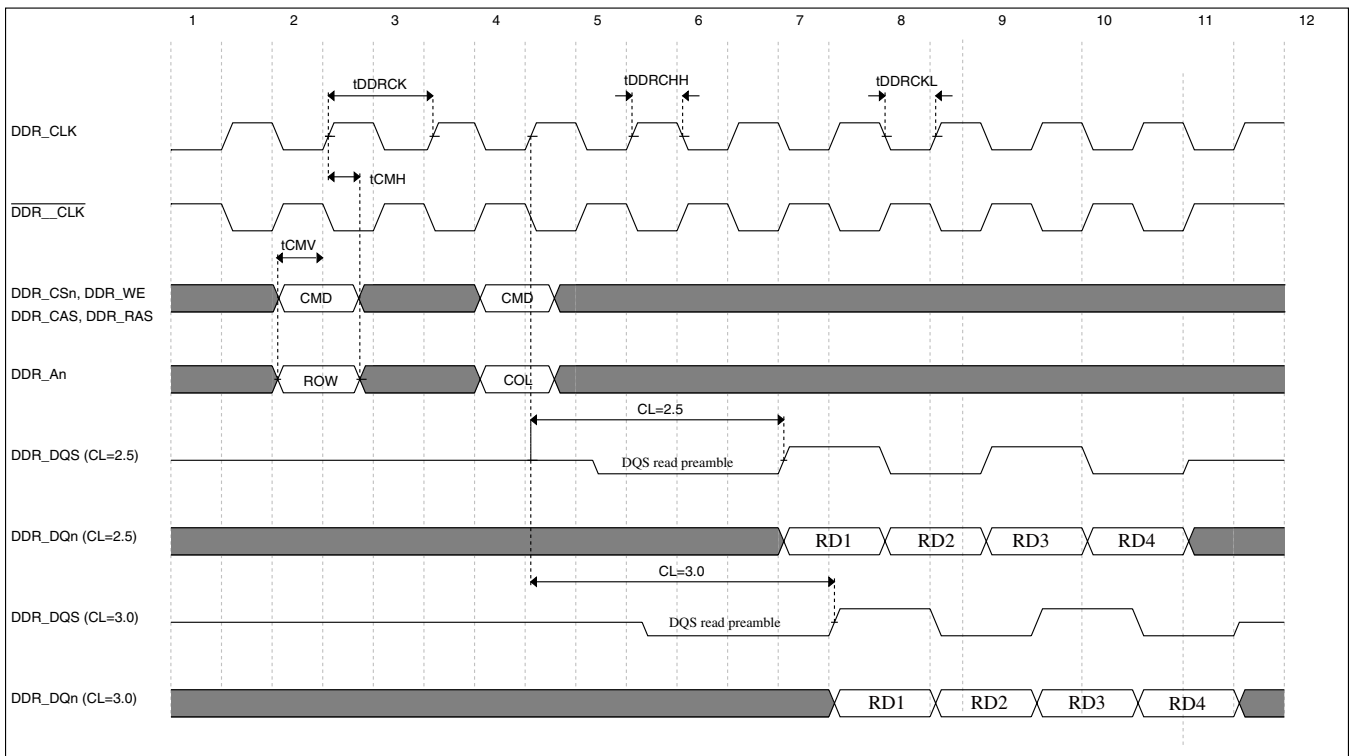 1 2 3 4 5 6 7 8 9 10 11 12
tDDRCK
tDDRCHH
tDDRCKL
DDR_CLK
tCMH
DDR__CLK
tCMV
DDR_CSn, DDR_WE
DDR_CAS, DDR_RAS
CMD CMD
DDR_An
ROW COL
CL=2.5
DDR_DQS (CL=2.5)
DQS read preamble
DDR_DQn (CL=2.5)
RD1 RD2 RD3 RD4
CL=3.0
DDR_DQS (CL=3.0)
DQS read preamble
DDR_DQn (CL=3.0)
RD1 RD2 RD3 RD4